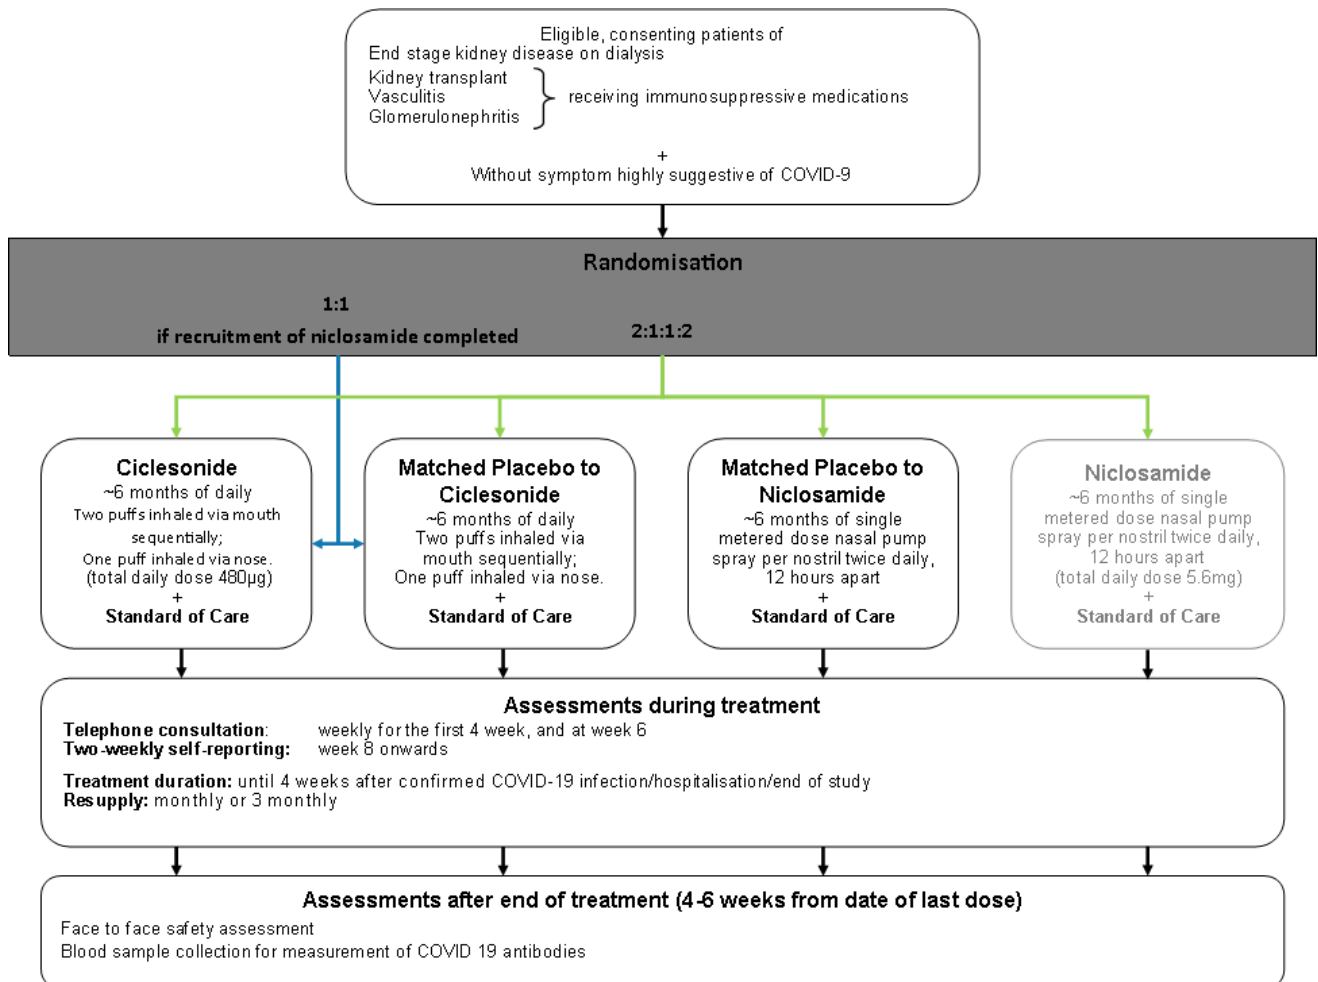 Eligible, consenting patients of
End stage kidney disease on dialysis
Kidney transplant
Vasculitis
Glomerulonephritis
receiving immunosuppressive medications
+
Without symptom highly suggestive of COVID-9
Randomisation
1:1
if recruitment of niclosamide completed
2:1:1:2
Ciclesonide
~6 months of daily
Two puffs inhaled via mouth
sequentially;
One puff inhaled via nose.
(total daily dose 480µg)
+
Standard of Care
Matched Placebo to
Ciclesonide
~6 months of daily
Two puffs inhaled via
mouth sequentially;
One puff inhaled via nose.
+
Standard of Care
Matched Placebo to
Niclosamide
~6 months of single
metered dose nasal pump
spray per nostril twice daily,
12 hours apart
+
Standard of Care
Niclosamide
~6 months of single
metered dose nasal pump
spray per nostril twice daily,
12 hours apart
(total daily dose 5.6mg)
+
Standard of Care
Assessments during treatment
Telephone consultation: weekly for the first 4 week, and at week 6
Two-weekly self-reporting: week 8 onwards
Treatment duration: until 4 weeks after confirmed COVID-19 infection/hospitalisation/end of study
Resupply: monthly or 3 monthly
Assessments after end of treatment (4-6 weeks from date of last dose)
Face to face safety assessment
Blood sample collection for measurement of COVID 19 antibodies